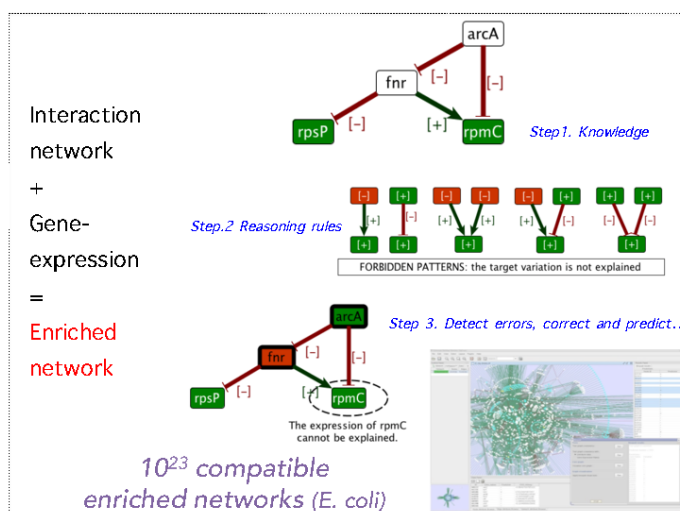 arcA
[-]
[-]
fnr
rpsP
[-]
[+]
rpmC
Step1. Knowledge
Interaction
network
+
Gene-
expression
=
Enriched
network
[-] [+] [-] [-] [-] [+] [+] [+]
[+] [-] [+] [+] [+] [-] [-] [-]
[+] [+] [+] [+] [+]
Step.2 Reasoning rules
FORBIDDEN PATTERNS: the target variation is not explained
Step 3. Detect errors, correct and predict..
arcA
[-]
[-]
fnr
rpsP
[-]
[+]
rpmC
The expression of rpmC
cannot be explained.
10²³ compatible
enriched networks (E. coli)